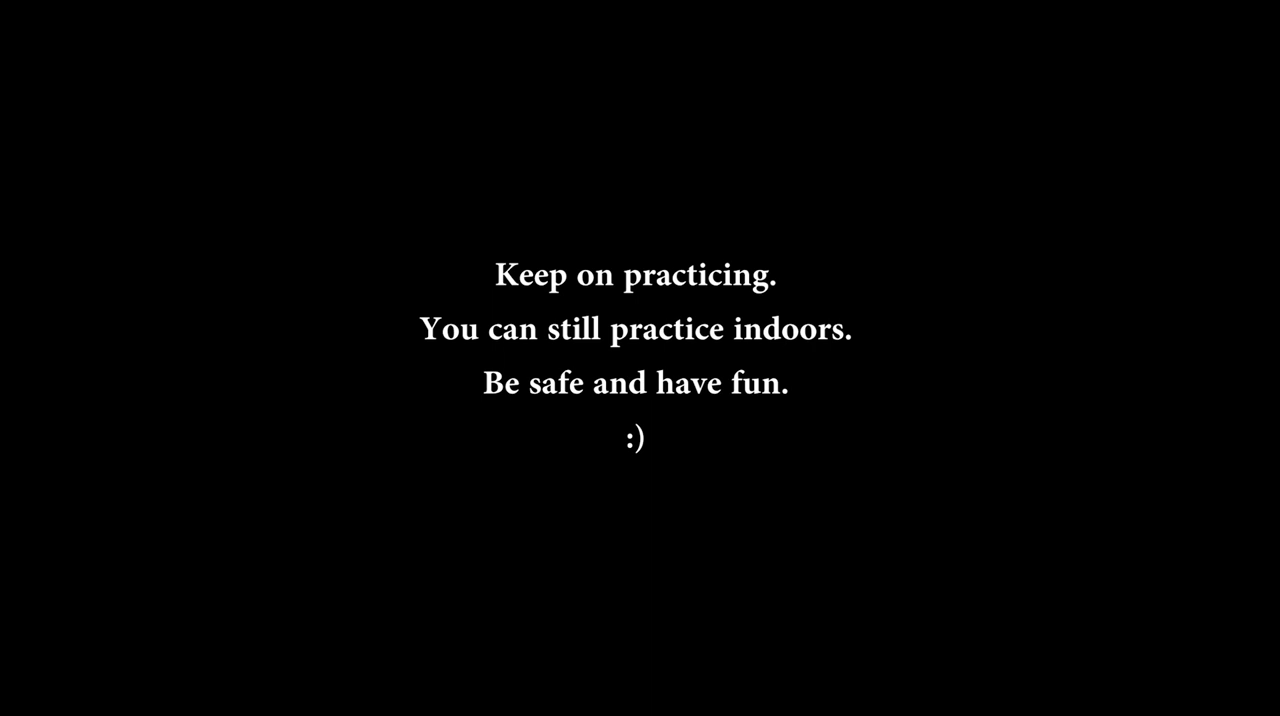 Keep on practicing.
You can still practice indoors.
Be safe and have fun.
:)